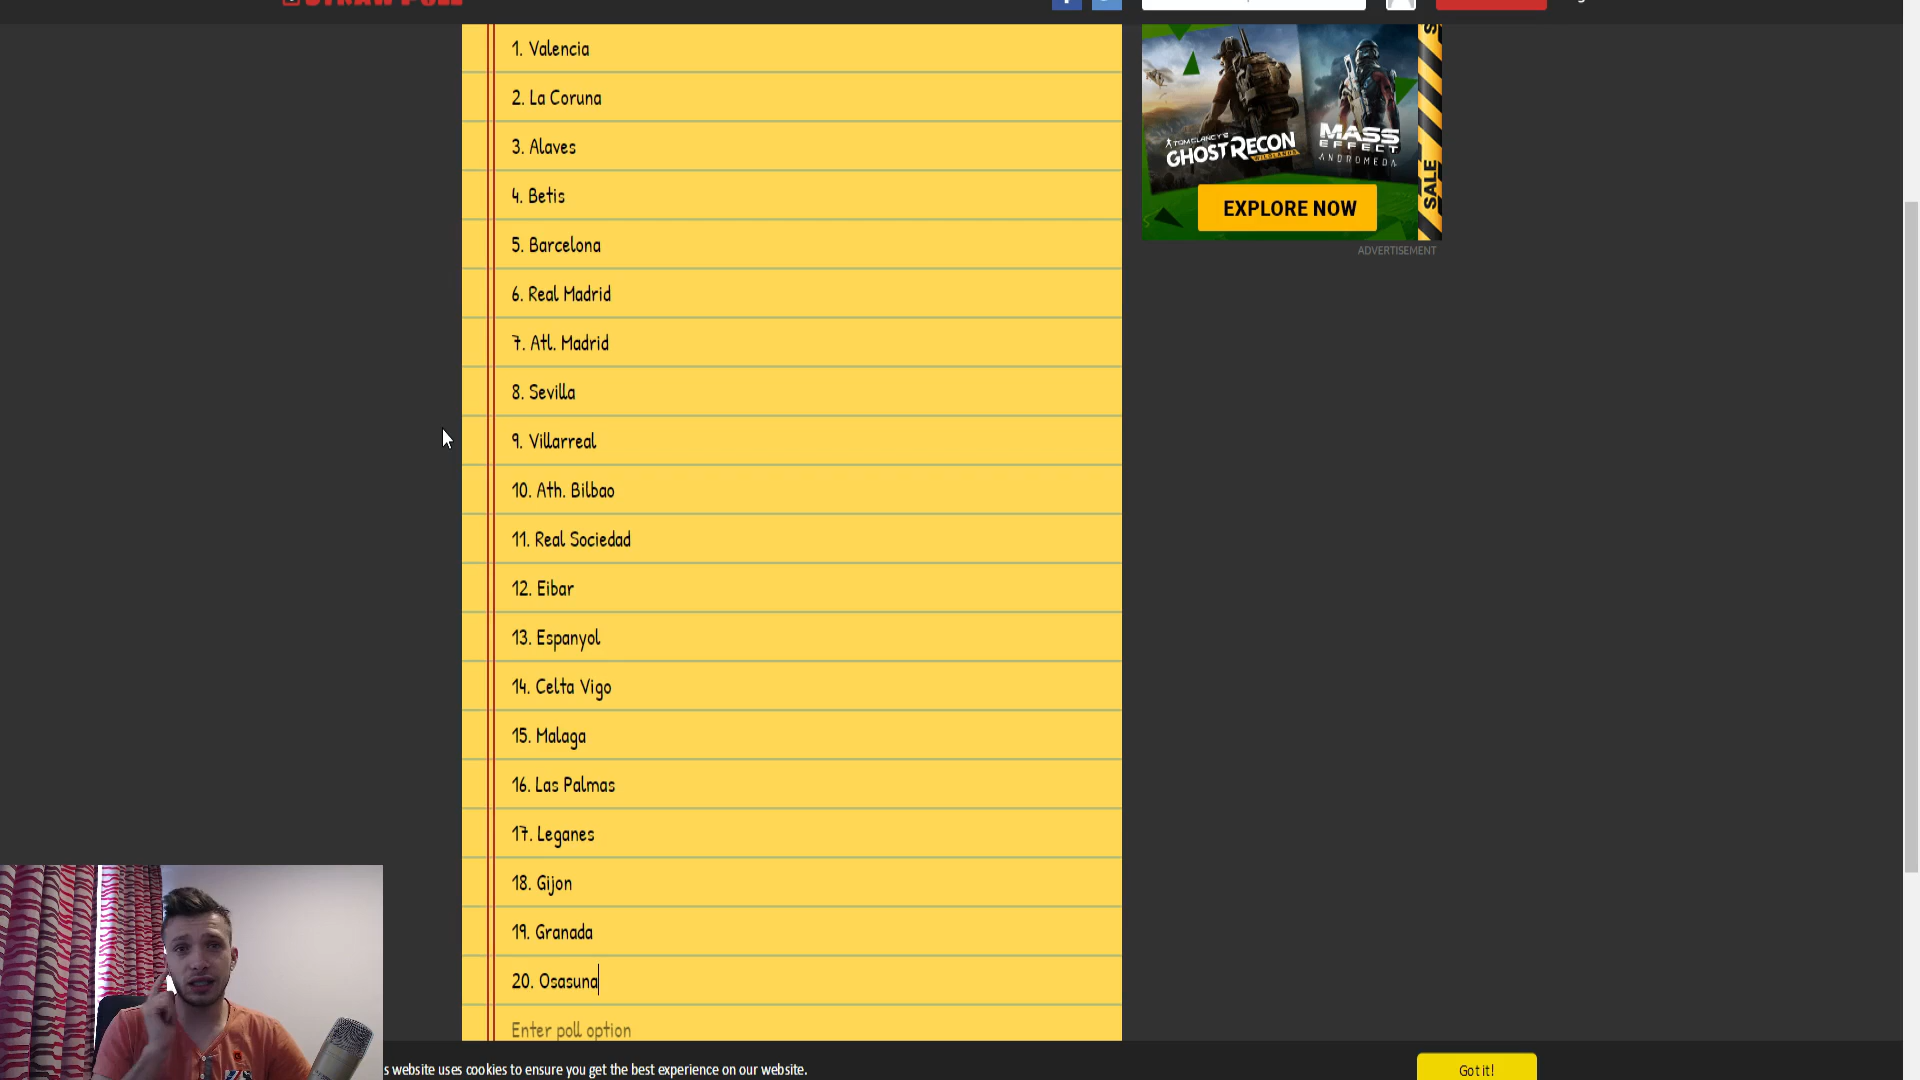 STRAW POLL
1. Valencia
2. La Coruna
3. Alaves
4. Betis
5. Barcelona
6. Real Madrid
7. Atl. Madrid
8. Sevilla
9. Villarreal
10. Ath. Bilbao
11. Real Sociedad
12. Eibar
13. Espanyol
14. Celta Vigo
15. Malaga
16. Las Palmas
17. Leganes
18. Gijon
19. Granada
20. Osasuna
Enter poll option
TOM CLANCY'S
GHOST RECON
WILDLANDS
MASS
EFFECT
ANDROMEDA
SALE
EXPLORE NOW
ADVERTISEMENT
s website uses cookies to ensure you get the best experience on our website.
Got it!